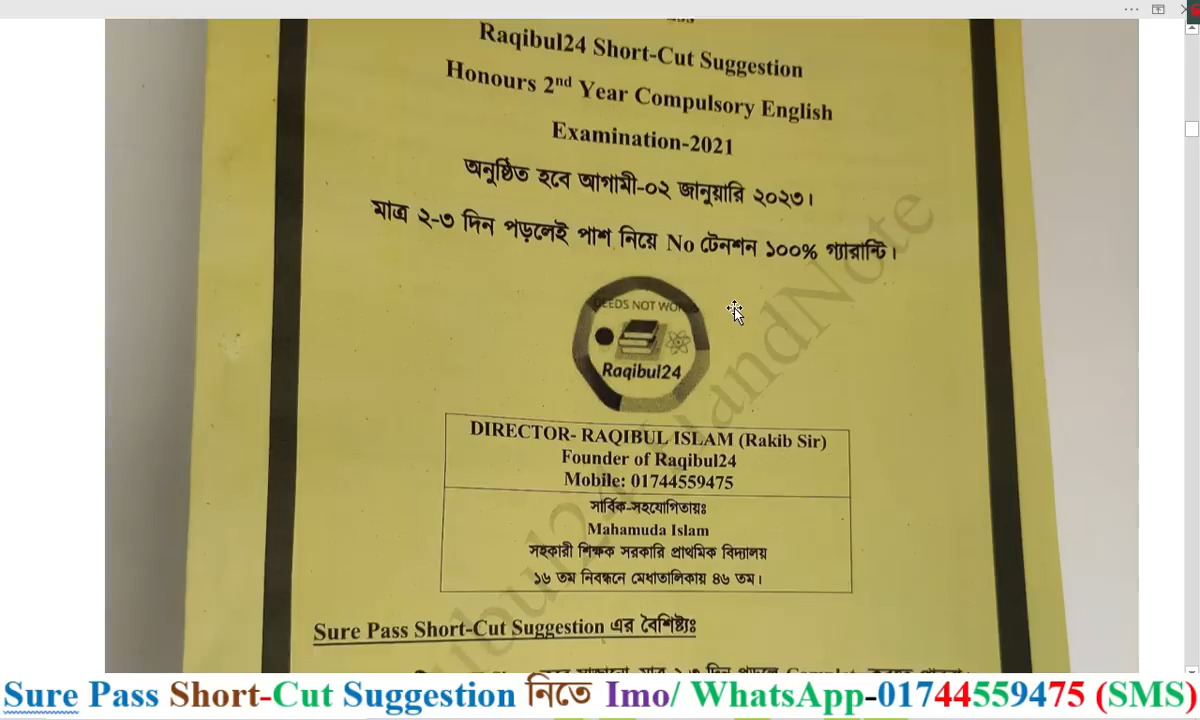 Raqibul24 Short-Cut Suggestion
Honours 2nd Year Compulsory English
Examination-2021
অনুষ্ঠিত হবে আগামী-০২ জানুয়ারি ২০২৩।
মাত্র ২-৩ দিন পড়লেই পাশ নিয়ে No টেনশন ১০০% গ্যারান্টি।
DEEDS NOT WORDS
Raqibul24
DIRECTOR- RAQIBUL ISLAM (Rakib Sir)
Founder of Raqibul24
Mobile: 01744559475
সার্বিক-সহযোগিতায়ঃ
Mahamuda Islam
সহকারী শিক্ষক সরকারি প্রাথমিক বিদ্যালয়
১৬ তম নিবন্ধনে মেধাতালিকায় ৪৬ তম।
Sure Pass Short-Cut Suggestion এর বৈশিষ্ট্যঃ
Sure Pass Short-Cut Suggestion নিতে Imo/ WhatsApp-01744559475 (SMS)